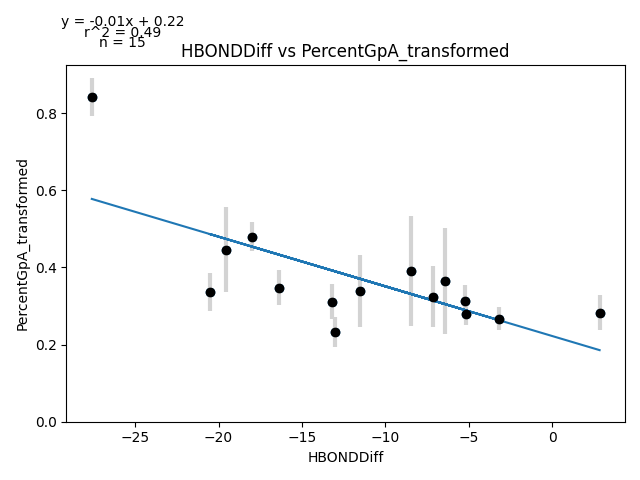 y = -0.01x + 0.22
r^2 = 0.49
n = 15
HBONDDiff vs PercentGpA_transformed
PercentGpA_transformed
0.8
0.6
0.4
0.2
0.0
−25
−20
−15
−10
−5
0
HBONDDiff